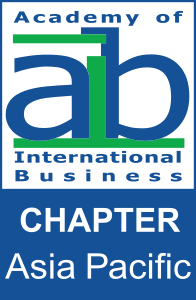 Academy of
aib
International
Business
CHAPTER
Asia Pacific